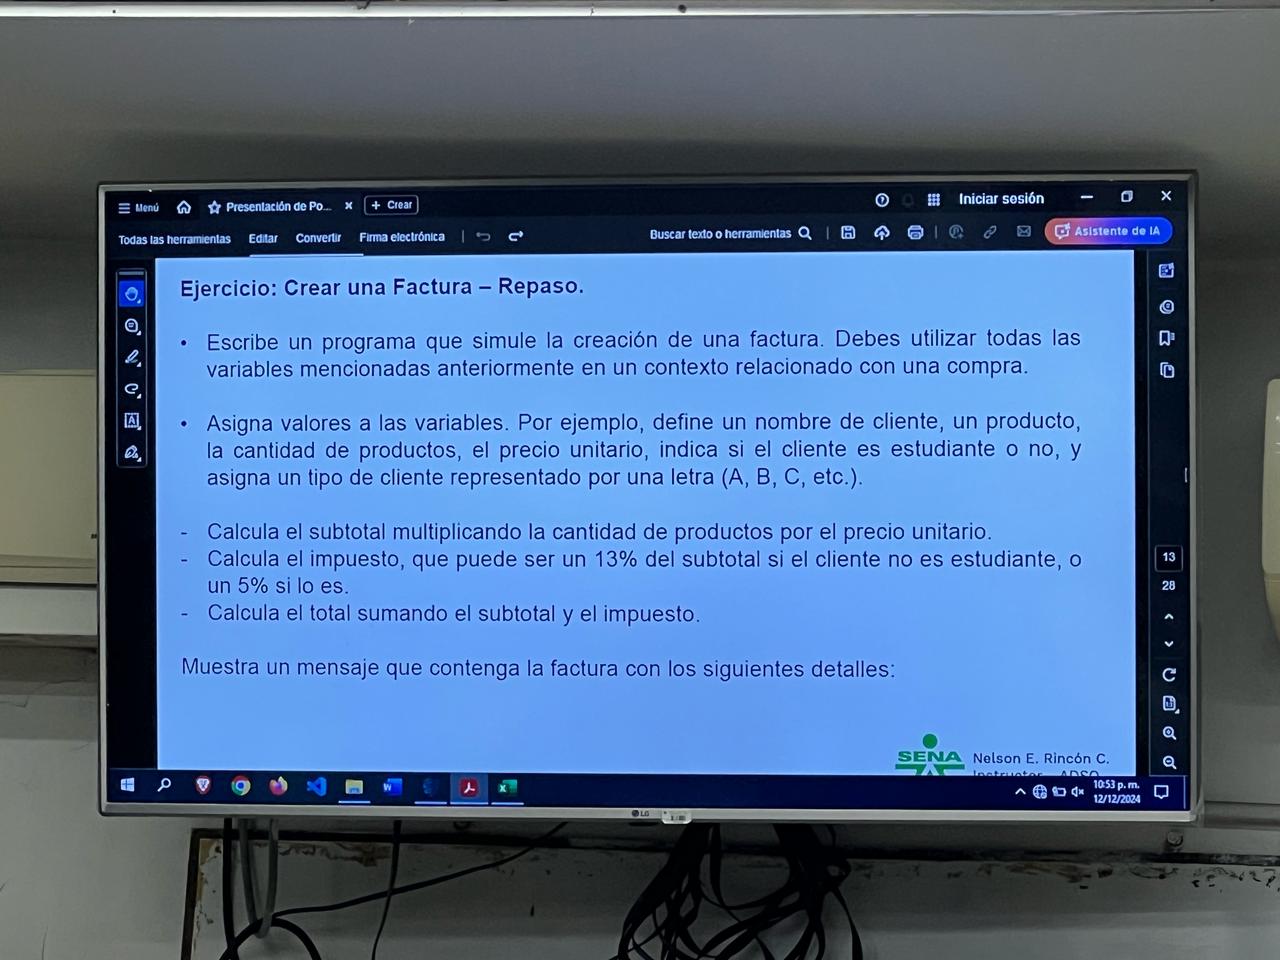 Menú
Presentación de Po...
+ Crear
Iniciar sesión
Todas las herramientas
Editar
Convertir
Firma electrónica
Buscar texto o herramientas
Asistente de IA
Ejercicio: Crear una Factura – Repaso.
• Escribe un programa que simule la creación de una factura. Debes utilizar todas las
variables mencionadas anteriormente en un contexto relacionado con una compra.
• Asigna valores a las variables. Por ejemplo, define un nombre de cliente, un producto,
la cantidad de productos, el precio unitario, indica si el cliente es estudiante o no, y
asigna un tipo de cliente representado por una letra (A, B, C, etc.).
- Calcula el subtotal multiplicando la cantidad de productos por el precio unitario.
- Calcula el impuesto, que puede ser un 13% del subtotal si el cliente no es estudiante, o
un 5% si lo es.
- Calcula el total sumando el subtotal y el impuesto.
Muestra un mensaje que contenga la factura con los siguientes detalles:
13
28
SENA
Nelson E. Rincón C.
Instructor ADSO
10:53 p. m.
12/12/2024
LG